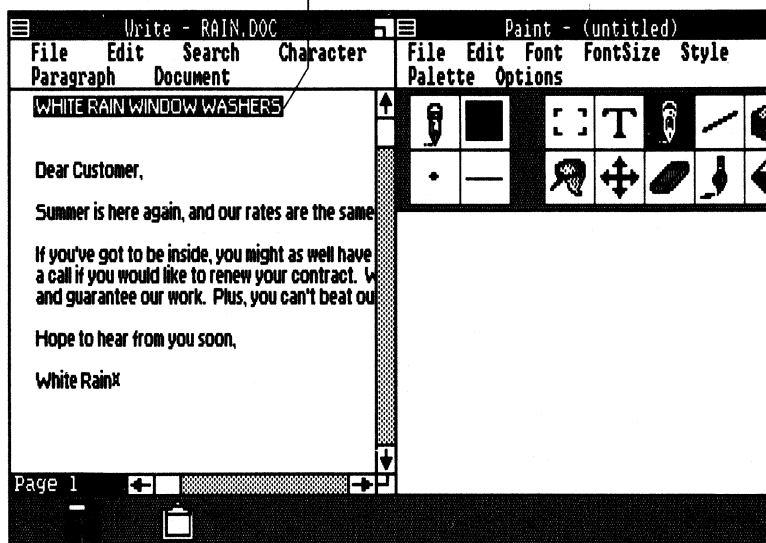 Write - RAIN.DOC
File Edit Search Character
Paragraph Document
WHITE RAIN WINDOW WASHERS
Dear Customer,
Summer is here again, and our rates are the same
If you've got to be inside, you might as well have
a call if you would like to renew your contract. W
and guarantee our work. Plus, you can't beat ou
Hope to hear from you soon,
White Rain¤
Page 1
Paint - (untitled)
File Edit Font FontSize Style
Palette Options
T